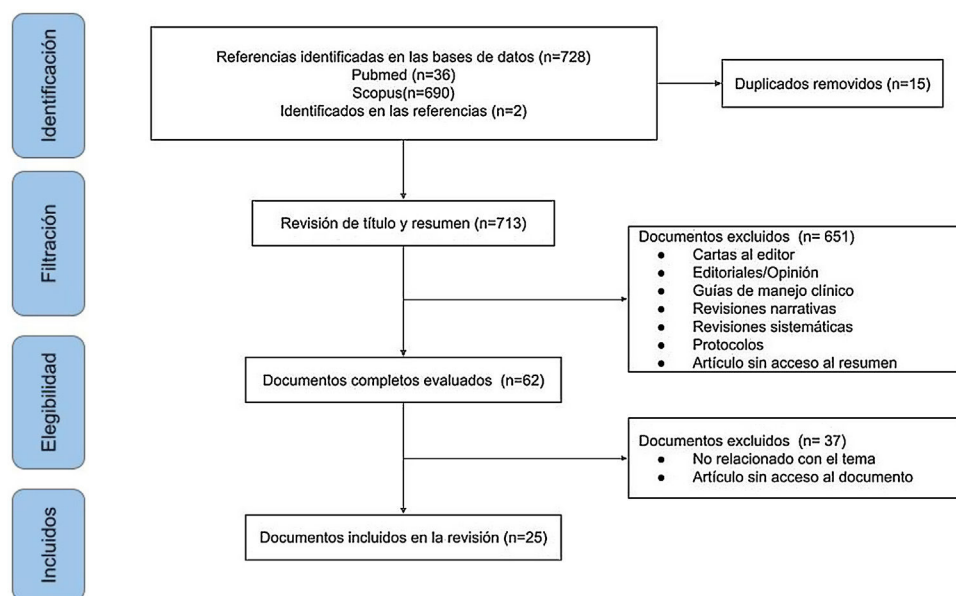 Identificación
Referencias identificadas en las bases de datos (n=728)
Pubmed (n=36)
Scopus(n=690)
Identificados en las referencias (n=2)
Duplicados removidos (n=15)
Filtración
Revisión de título y resumen (n=713)
Documentos excluidos (n= 651)
● Cartas al editor
● Editoriales/Opinión
● Guías de manejo clínico
● Revisiones narrativas
● Revisiones sistemáticas
● Protocolos
● Artículo sin acceso al resumen
Elegibilidad
Documentos completos evaluados (n=62)
Documentos excluidos (n= 37)
● No relacionado con el tema
● Artículo sin acceso al documento
Incluidos
Documentos incluidos en la revisión (n=25)